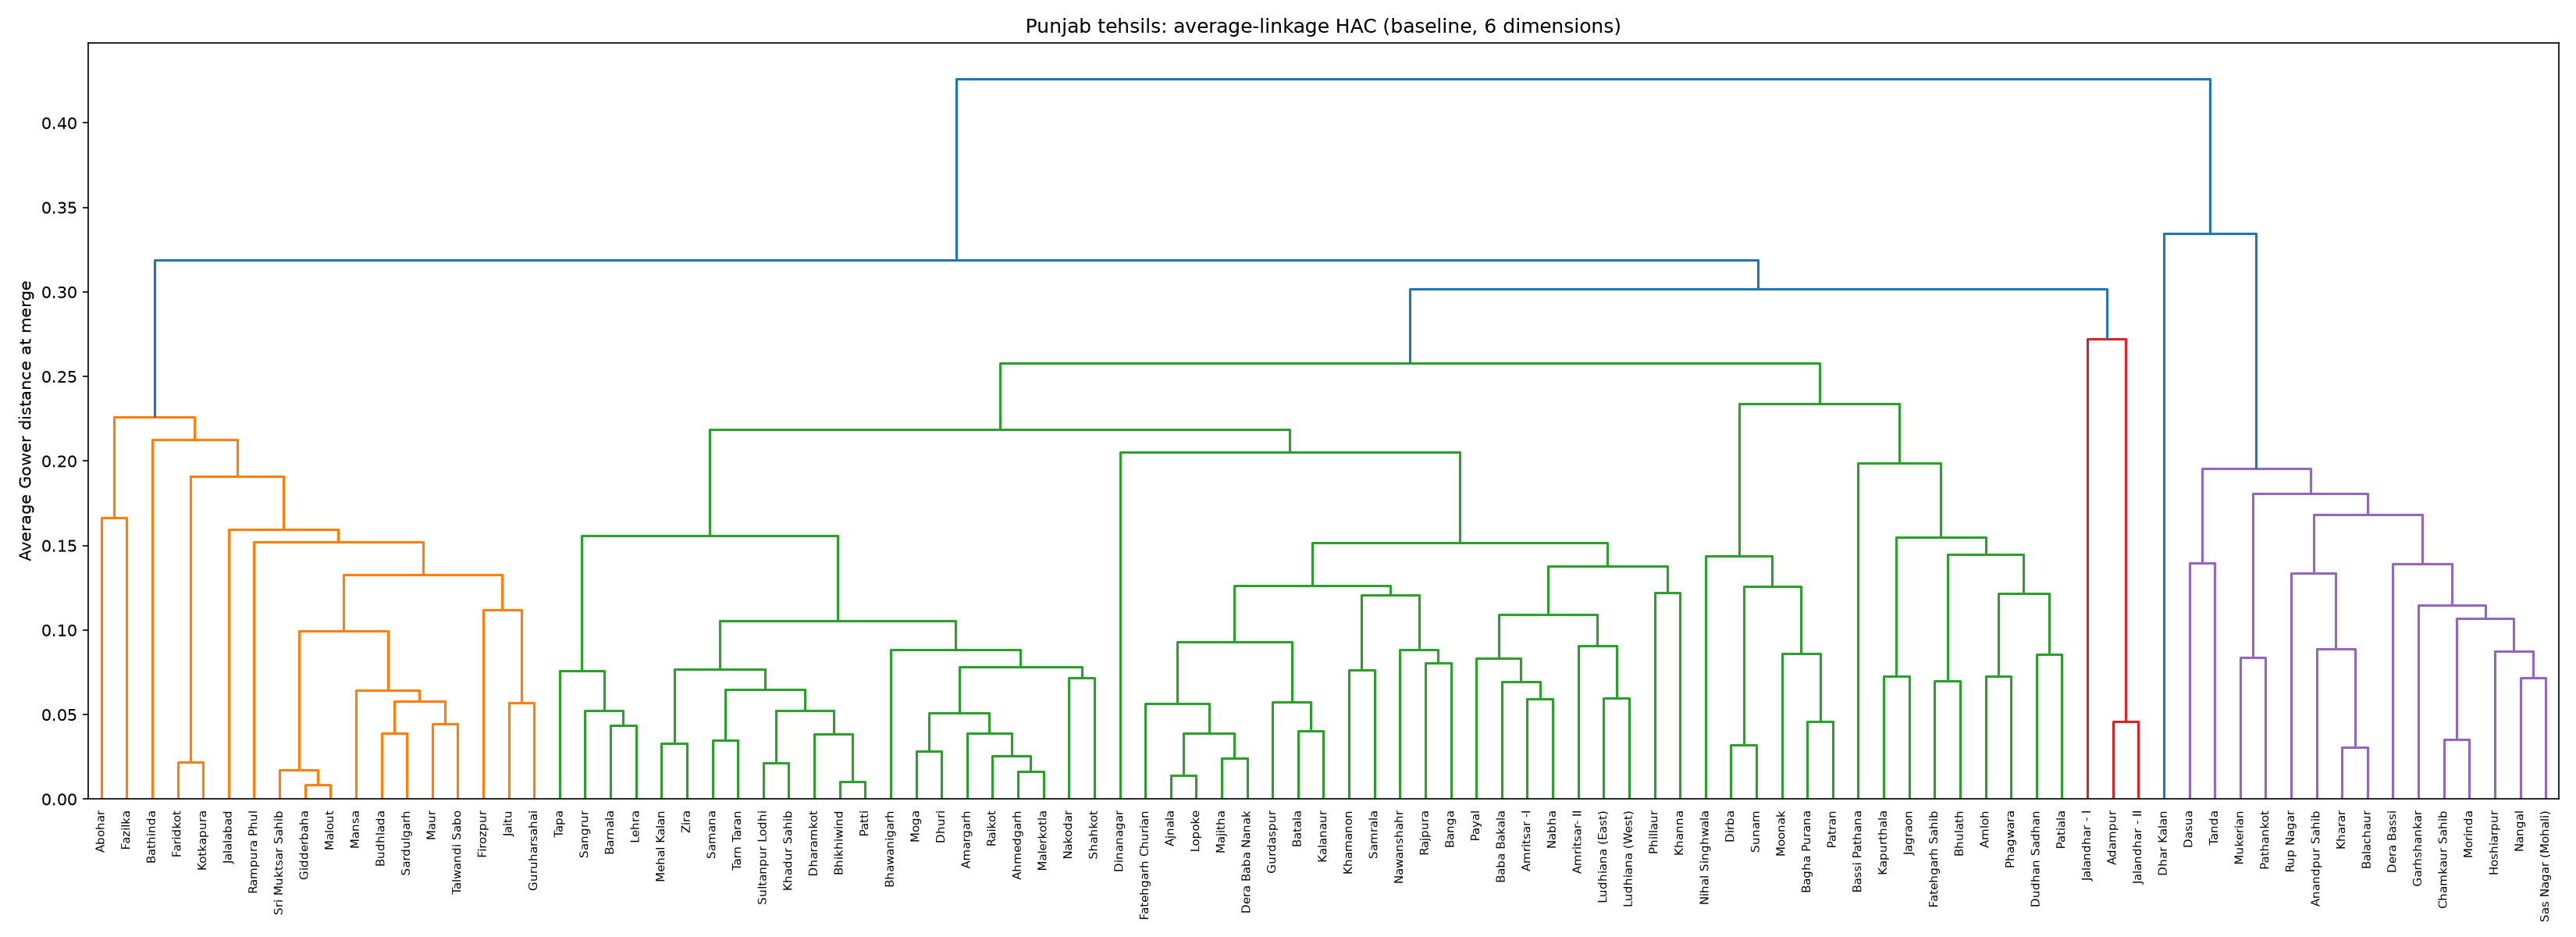 Punjab tehsils: average-linkage HAC (baseline, 6 dimensions)
Average Gower distance at merge
0.40
0.35
0.30
0.25
0.20
0.15
0.10
0.05
0.00
Abohar
Fazilka
Bathinda
Faridkot
Kotkapura
Jalalabad
Rampura Phul
Sri Muktsar Sahib
Gidderbaha
Malout
Mansa
Budhlada
Sardulgarh
Maur
Talwandi Sabo
Firozpur
Jaitu
Guruharsahai
Tapa
Sangrur
Barnala
Lehra
Mehal Kalan
Zira
Samana
Tarn Taran
Sultanpur Lodhi
Khadur Sahib
Dharamkot
Bhikhiwind
Patti
Bhawanigarh
Moga
Dhuri
Amargarh
Raikot
Ahmedgarh
Malerkotla
Nakodar
Shahkot
Dinanagar
Fatehgarh Churian
Ajnala
Lopoke
Majitha
Dera Baba Nanak
Gurdaspur
Batala
Kalanaur
Khamanon
Samrala
Nawanshahr
Rajpura
Banga
Payal
Baba Bakala
Amritsar -I
Nabha
Amritsar- II
Ludhiana (East)
Ludhiana (West)
Phillaur
Khanna
Nihal Singhwala
Dirba
Sunam
Moonak
Bagha Purana
Patran
Bassi Pathana
Kapurthala
Jagraon
Fatehgarh Sahib
Bhulath
Amloh
Phagwara
Dudhan Sadhan
Patiala
Jalandhar - I
Adampur
Jalandhar - II
Dhar Kalan
Dasua
Tanda
Mukerian
Pathankot
Rup Nagar
Anandpur Sahib
Kharar
Balachaur
Dera Bassi
Garhshankar
Chamkaur Sahib
Morinda
Hoshiarpur
Nangal
Sas Nagar (Mohali)